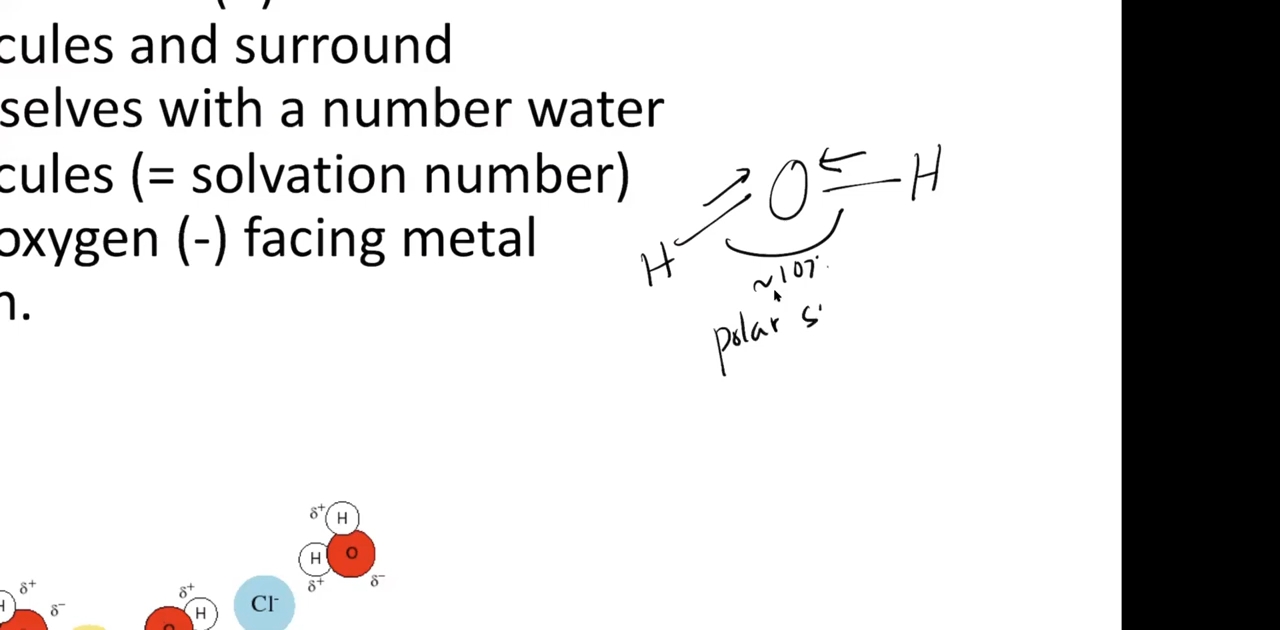 cules and surround
selves with a number water
cules (= solvation number)
oxygen (-) facing metal
n.
O H
H
~107°
polar s
δ⁺ H
H O
δ⁺ δ⁻
δ⁺ δ⁺
H δ⁻ H Cl⁻
O